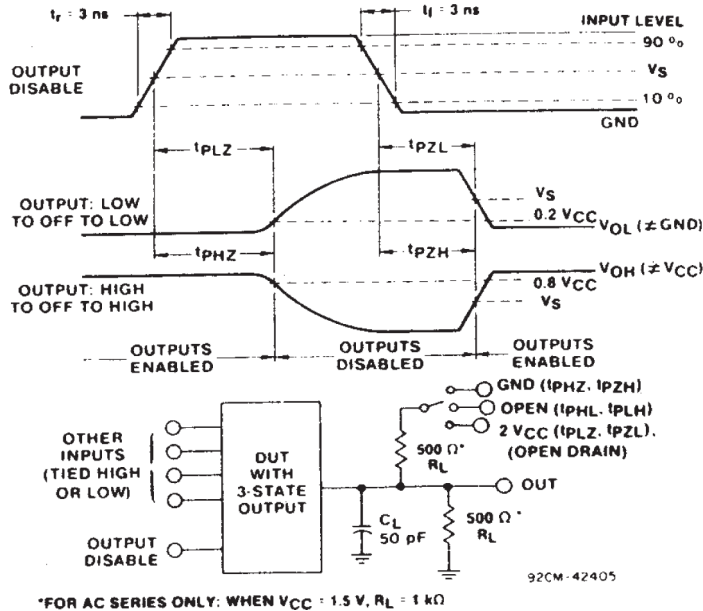 tr = 3 ns
tf = 3 ns
INPUT LEVEL
90 %
OUTPUT
DISABLE
VS
10 %
GND
tPLZ
tPZL
OUTPUT: LOW
TO OFF TO LOW
VS
0.2 VCC
VOL (≠ GND)
tPHZ
tPZH
OUTPUT: HIGH
TO OFF TO HIGH
VOH (≠ VCC)
0.8 VCC
VS
OUTPUTS
ENABLED
OUTPUTS
DISABLED
OUTPUTS
ENABLED
GND (tPHZ, tPZH)
OPEN (tPHL, tPLH)
2 VCC (tPLZ, tPZL),
(OPEN DRAIN)
OTHER
INPUTS
(TIED HIGH
OR LOW)
DUT
WITH
3-STATE
OUTPUT
500 Ω*
RL
OUT
OUTPUT
DISABLE
CL
50 pF
500 Ω*
RL
92CM-42405
*FOR AC SERIES ONLY: WHEN VCC = 1.5 V, RL = 1 kΩ